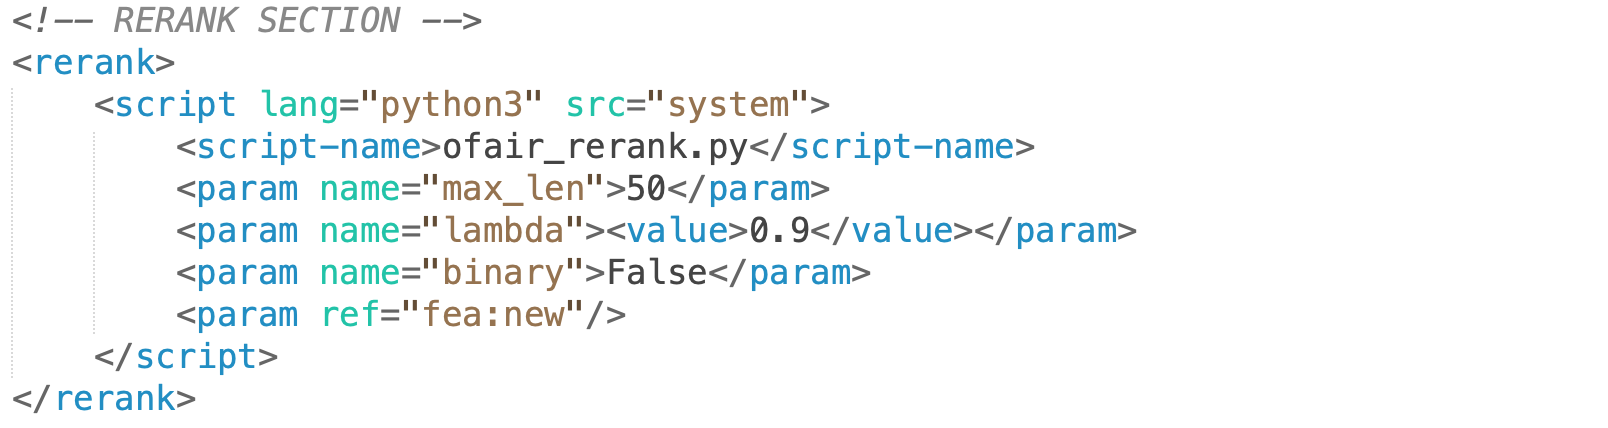 <!-- RERANK SECTION -->
<rerank>
    <script lang="python3" src="system">
        <script-name>ofair_rerank.py</script-name>
        <param name="max_len">50</param>
        <param name="lambda"><value>0.9</value></param>
        <param name="binary">False</param>
        <param ref="fea:new"/>
    </script>
</rerank>